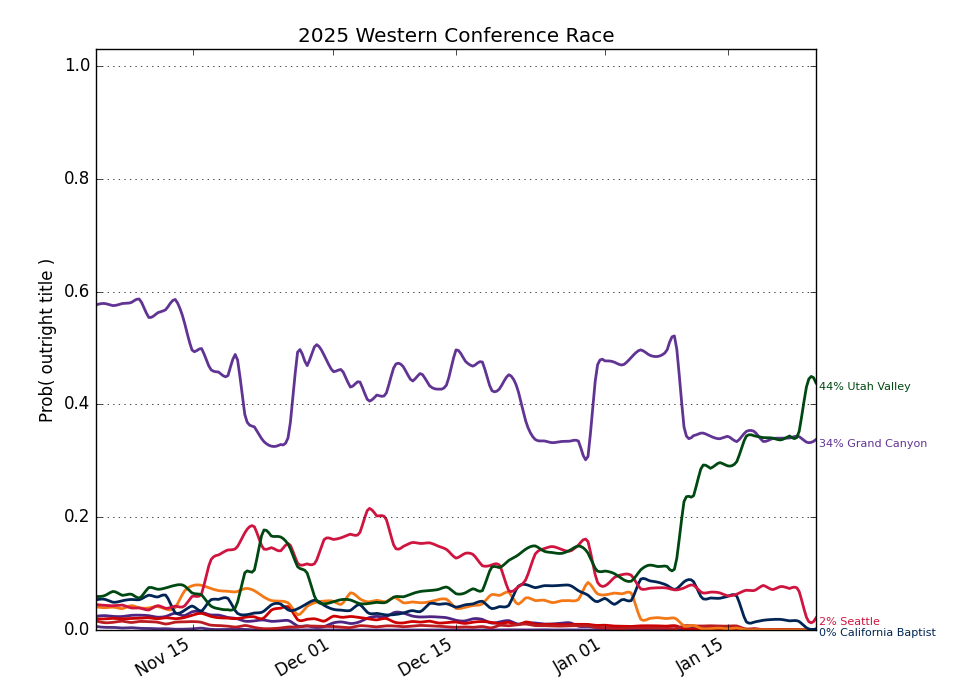 2025 Western Conference Race
Prob( outright title )
1.0
0.8
0.6
0.4
0.2
0.0
Nov 15
Dec 01
Dec 15
Jan 01
Jan 15
44% Utah Valley
34% Grand Canyon
2% Seattle
0% California Baptist